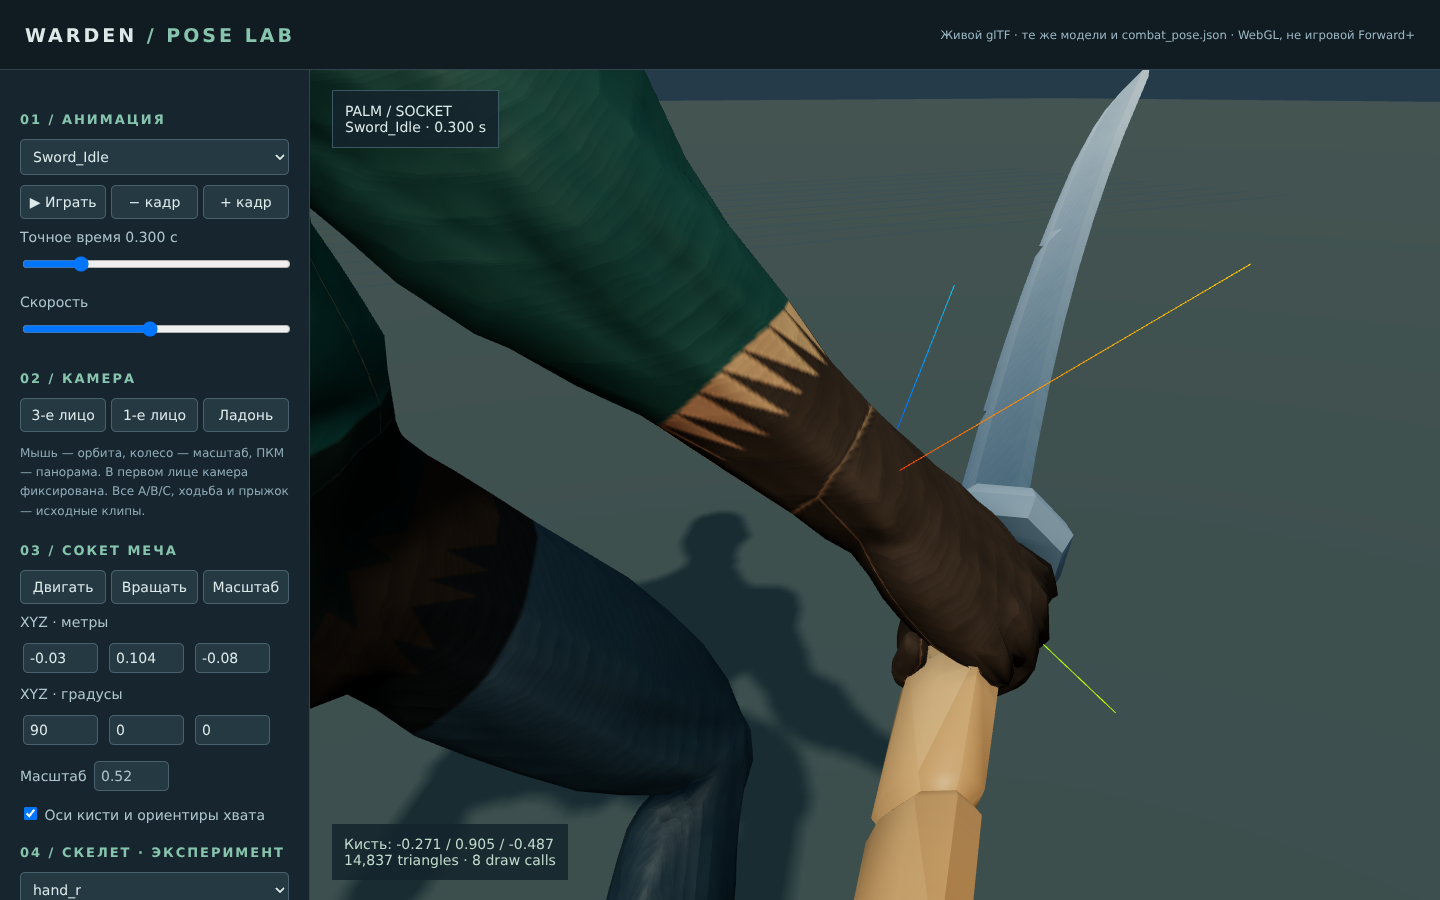 WARDEN / POSE LAB
Живой glTF · те же модели и combat_pose.json · WebGL, не игровой Forward+
01 / АНИМАЦИЯ
Sword_Idle
▶ Играть
− кадр
+ кадр
Точное время 0.300 с
Скорость
02 / КАМЕРА
3-е лицо
1-е лицо
Ладонь
Мышь — орбита, колесо — масштаб, ПКМ
— панорама. В первом лице камера
фиксирована. Все A/B/C, ходьба и прыжок
— исходные клипы.
03 / СОКЕТ МЕЧА
Двигать
Вращать
Масштаб
XYZ · метры
-0.03
0.104
-0.08
XYZ · градусы
90
0
0
Масштаб 0.52
Оси кисти и ориентиры хвата
04 / СКЕЛЕТ · ЭКСПЕРИМЕНТ
hand_r
PALM / SOCKET
Sword_Idle · 0.300 s
Кисть: -0.271 / 0.905 / -0.487
14,837 triangles · 8 draw calls